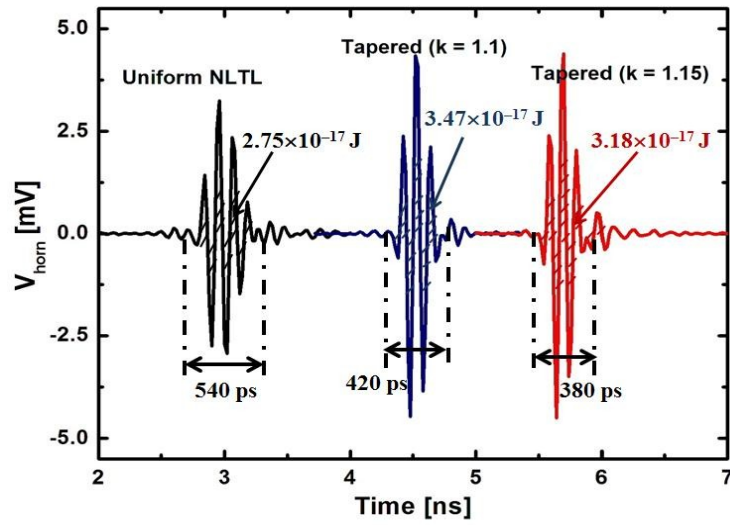 5.0
Tapered (k = 1.1)
Uniform NLTL
Tapered (k = 1.15)
2.5
2.75×10⁻¹⁷ J
3.47×10⁻¹⁷ J
3.18×10⁻¹⁷ J
0.0
V_horn [mV]
-2.5
540 ps
420 ps
380 ps
-5.0
2 3 4 5 6 7
Time [ns]